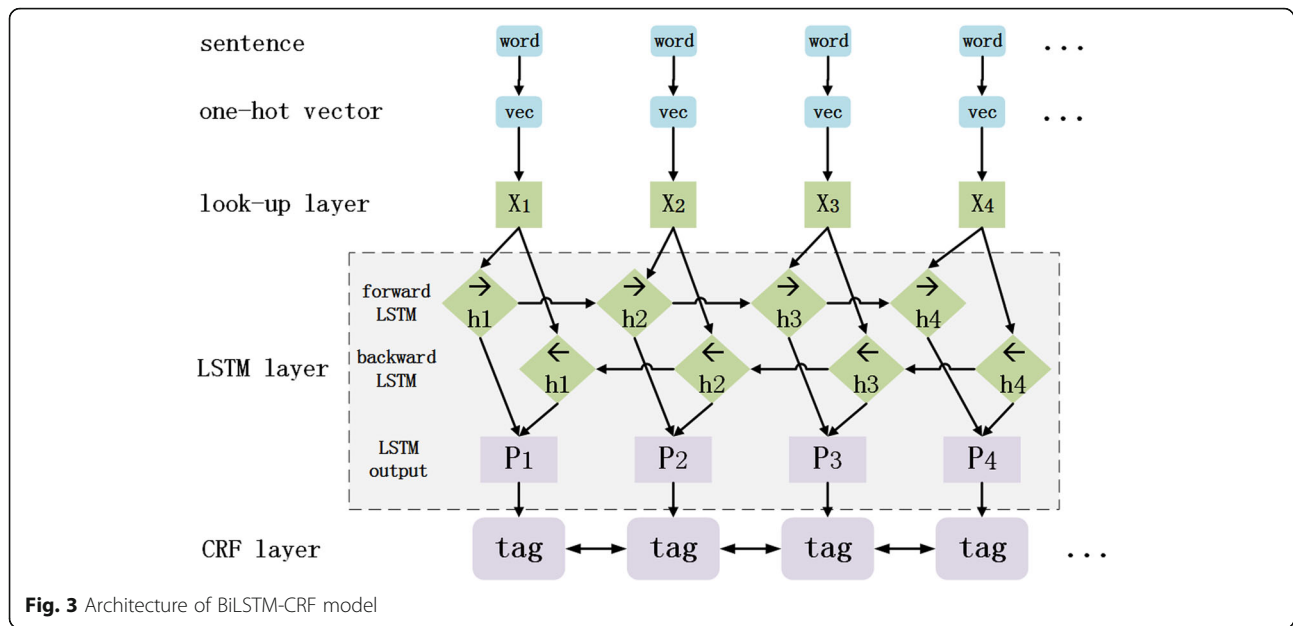 sentence word word word word ...
one-hot vector vec vec vec vec ...
look-up layer X1 X2 X3 X4
forward LSTM → h1 → h2 → h3 → h4
LSTM layer backward LSTM ← h1 ← h2 ← h3 ← h4
LSTM output P1 P2 P3 P4
CRF layer tag tag tag tag ...
Fig. 3 Architecture of BiLSTM-CRF model